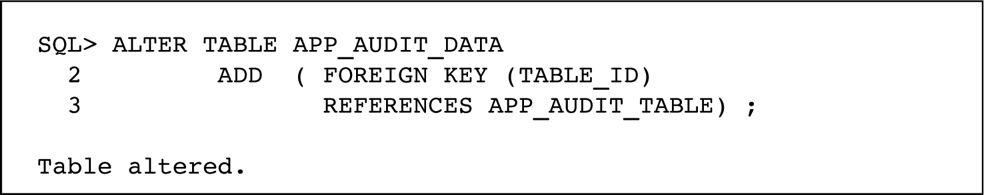 SQL> ALTER TABLE APP_AUDIT_DATA
2 ADD ( FOREIGN KEY (TABLE_ID)
3 REFERENCES APP_AUDIT_TABLE) ;
Table altered.